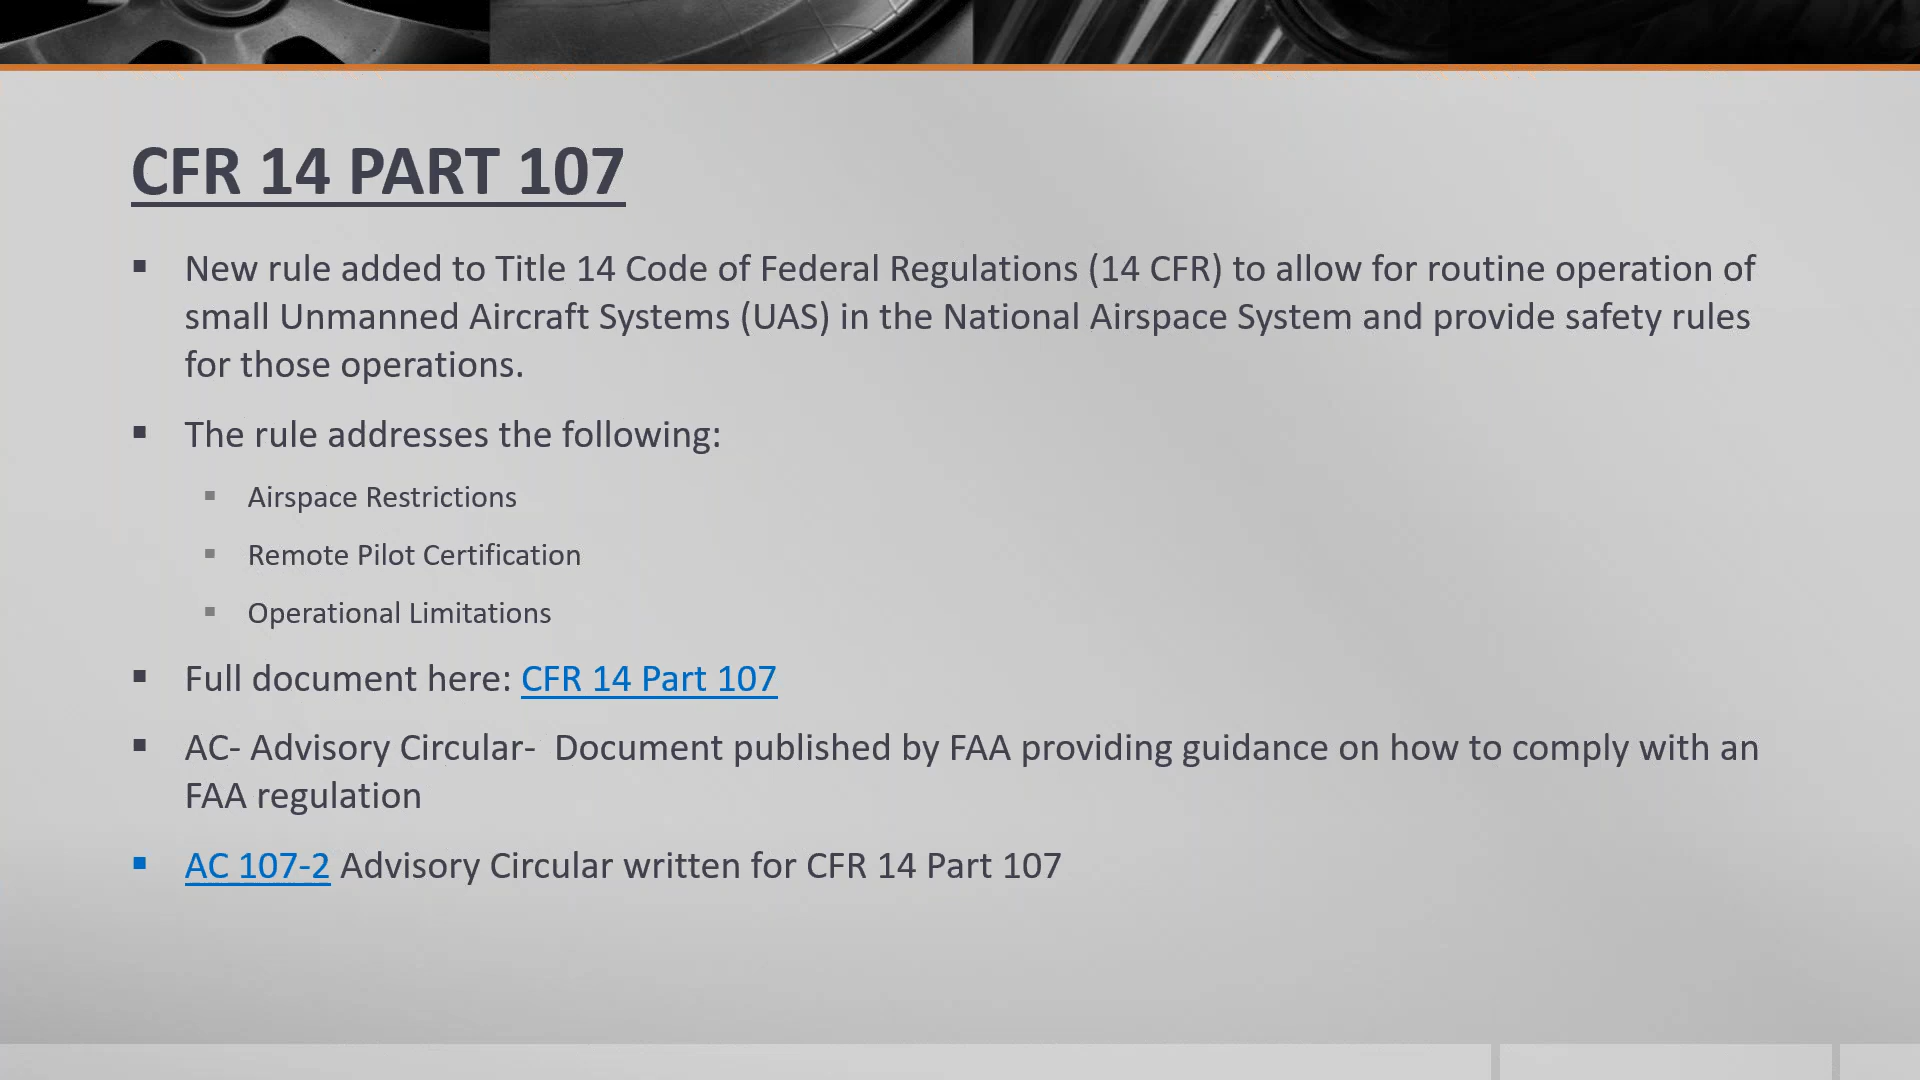 CFR 14 PART 107
New rule added to Title 14 Code of Federal Regulations (14 CFR) to allow for routine operation of
small Unmanned Aircraft Systems (UAS) in the National Airspace System and provide safety rules
for those operations.
The rule addresses the following:
Airspace Restrictions
Remote Pilot Certification
Operational Limitations
Full document here: CFR 14 Part 107
AC- Advisory Circular-  Document published by FAA providing guidance on how to comply with an
FAA regulation
AC 107-2 Advisory Circular written for CFR 14 Part 107